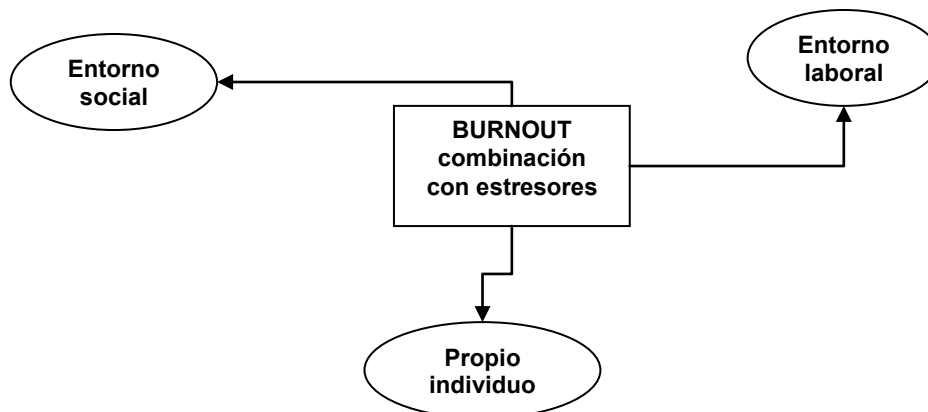 Entorno
social
Entorno
laboral
BURNOUT
combinación
con estresores
Propio
individuo